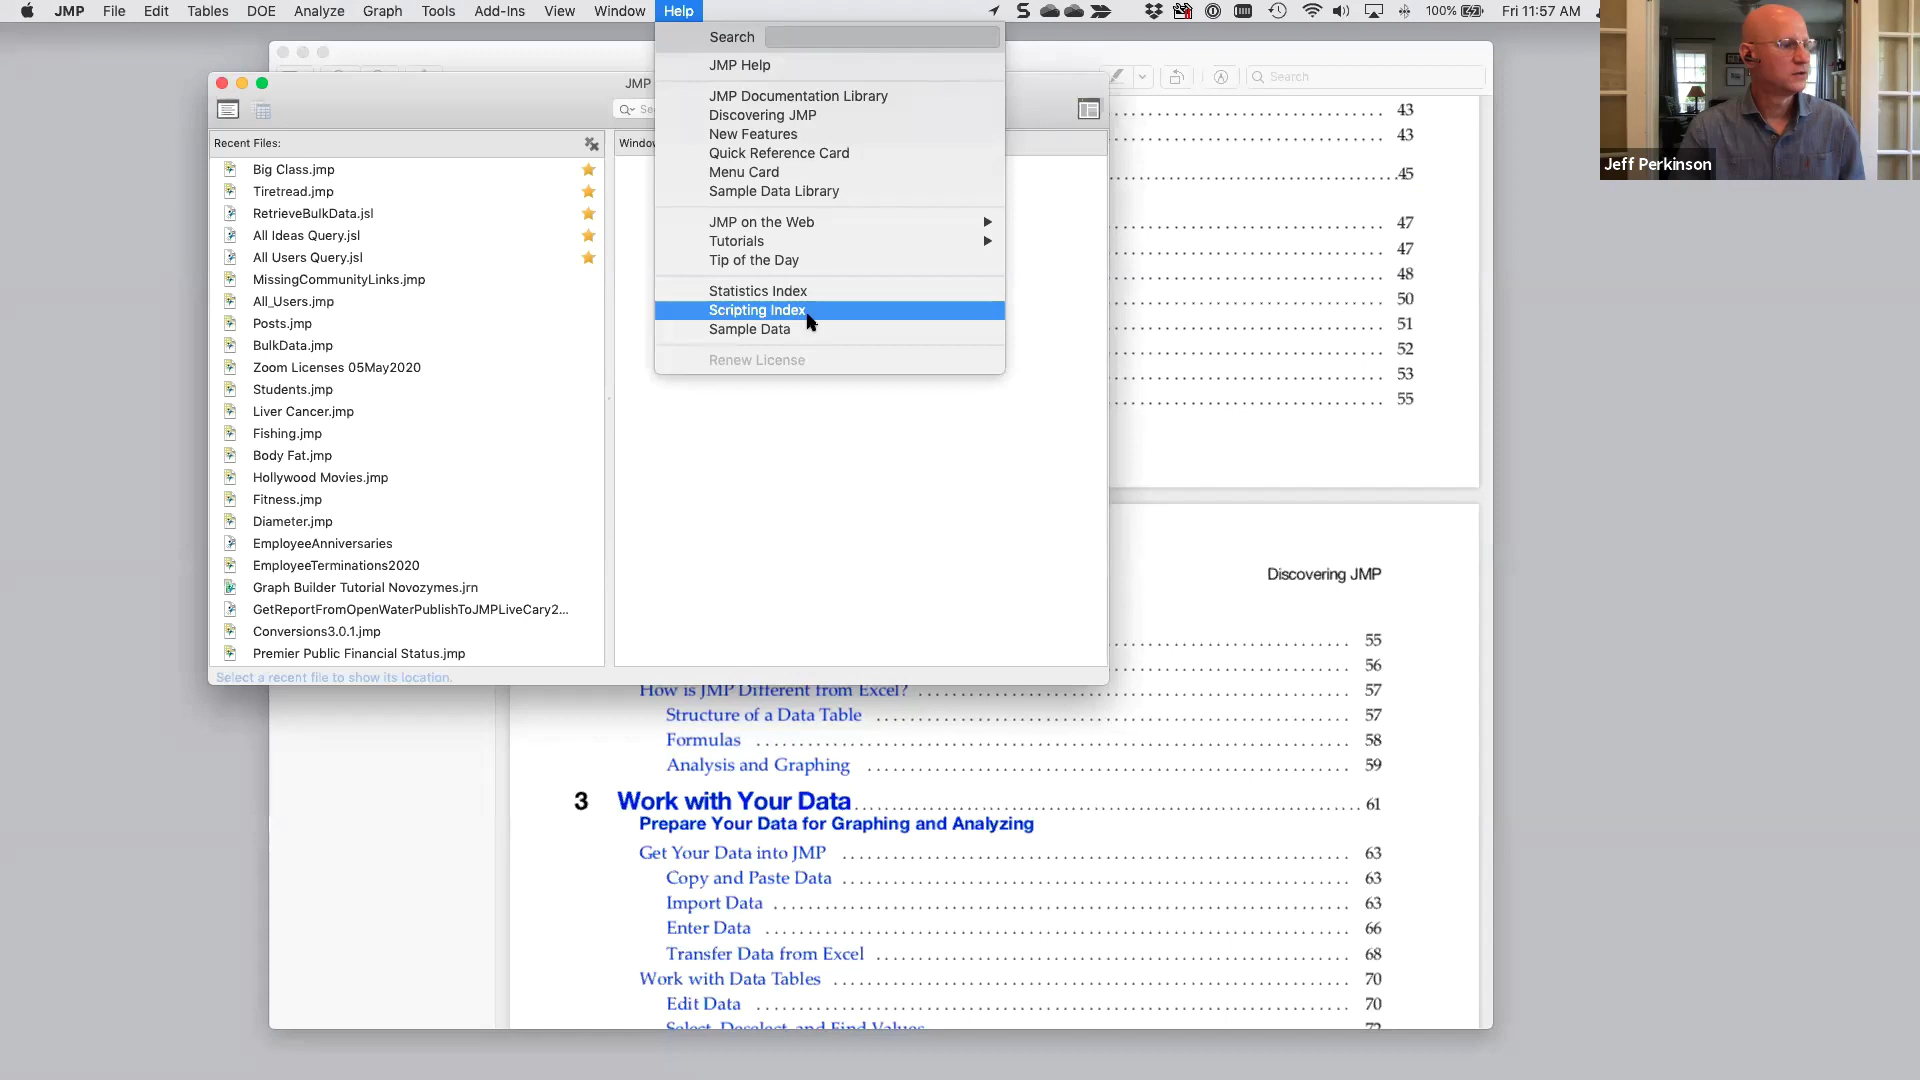 JMP File Edit Tables DOE Analyze Graph Tools Add-Ins View Window Help
100% Fri 11:57 AM
Search
JMP Help
JMP Documentation Library
Discovering JMP
New Features
Quick Reference Card
Menu Card
Sample Data Library
JMP on the Web
Tutorials
Tip of the Day
Statistics Index
Scripting Index
Sample Data
Renew License
JMP
Recent Files:
Big Class.jmp
Tiretread.jmp
RetrieveBulkData.jsl
All Ideas Query.jsl
All Users Query.jsl
MissingCommunityLinks.jmp
All_Users.jmp
Posts.jmp
BulkData.jmp
Zoom Licenses 05May2020
Students.jmp
Liver Cancer.jmp
Fishing.jmp
Body Fat.jmp
Hollywood Movies.jmp
Fitness.jmp
Diameter.jmp
EmployeeAnniversaries
EmployeeTerminations2020
Graph Builder Tutorial Novozymes.jrn
GetReportFromOpenWaterPublishToJMPLiveCary2...
Conversions3.0.1.jmp
Premier Public Financial Status.jmp
Select a recent file to show its location.
Search
43
43
45
47
47
48
50
51
52
53
55
Discovering JMP
55
56
How is JMP Different from Excel? 57
Structure of a Data Table 57
Formulas 58
Analysis and Graphing 59
3 Work with Your Data 61
Prepare Your Data for Graphing and Analyzing
Get Your Data into JMP 63
Copy and Paste Data 63
Import Data 63
Enter Data 66
Transfer Data from Excel 68
Work with Data Tables 70
Edit Data 70
Select, Deselect, and Find Values 72
Jeff Perkinson